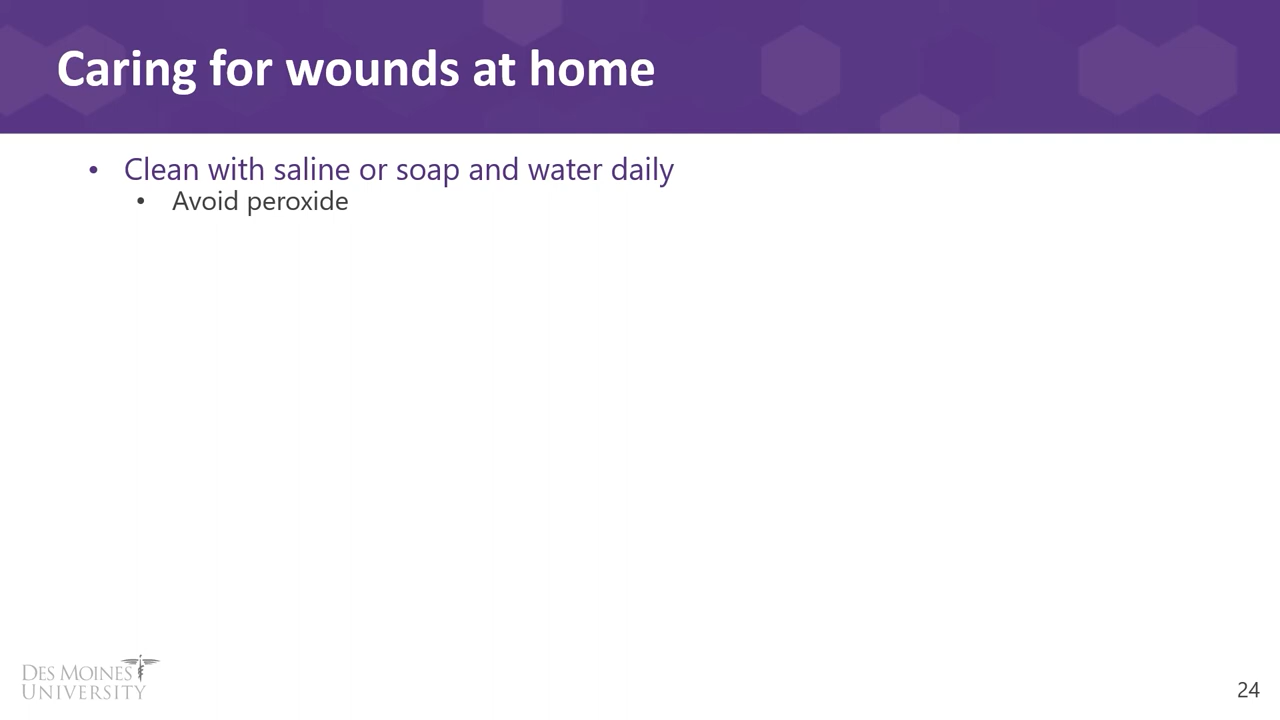 Caring for wounds at home
• Clean with saline or soap and water daily
• Avoid peroxide
DES MOINES
UNIVERSITY
24